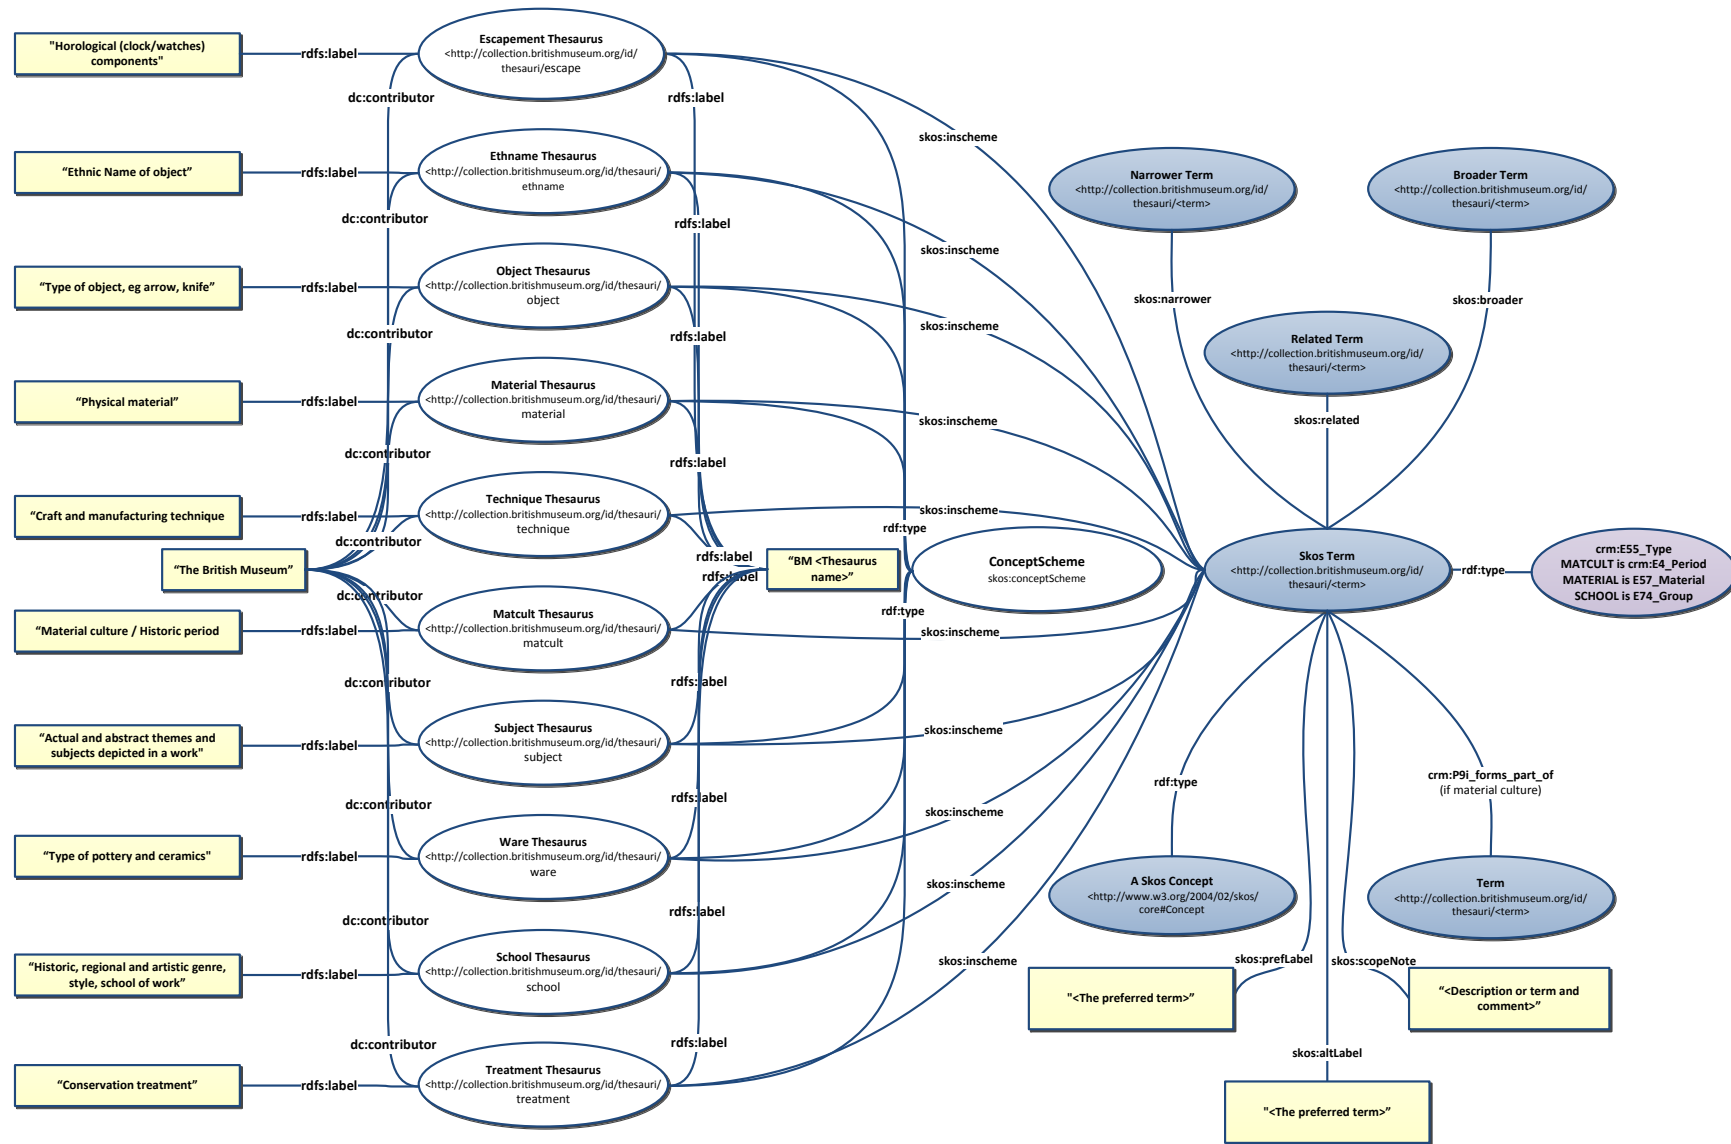 "Horological (clock/watches)
components"
rdfs:label
Escapement Thesaurus
<http://collection.britishmuseum.org/id/
thesauri/escape
dc:contributor
rdfs:label
skos:inscheme
“Ethnic Name of object”
rdfs:label
Ethname Thesaurus
<http://collection.britishmuseum.org/id/thesauri/
ethname
dc:contributor
rdfs:label
skos:inscheme
Narrower Term
<http://collection.britishmuseum.org/id/
thesauri/<term>
Broader Term
<http://collection.britishmuseum.org/id/
thesauri/<term>
“Type of object, eg arrow, knife”
rdfs:label
Object Thesaurus
<http://collection.britishmuseum.org/id/thesauri/
object
dc:contributor
rdfs:label
skos:inscheme
skos:narrower
skos:broader
Related Term
<http://collection.britishmuseum.org/id/
thesauri/<term>
“Physical material”
rdfs:label
Material Thesaurus
<http://collection.britishmuseum.org/id/thesauri/
material
dc:contributor
rdfs:label
skos:inscheme
skos:related
“Craft and manufacturing technique
rdfs:label
Technique Thesaurus
<http://collection.britishmuseum.org/id/thesauri/
technique
dc:contributor
rdfs:label
skos:inscheme
rdf:type
“The British Museum”
rdfs:label
“BM <Thesaurus
name>”
ConceptScheme
skos:conceptScheme
Skos Term
<http://collection.britishmuseum.org/id/
thesauri/<term>
rdf:type
crm:E55_Type
MATCULT is crm:E4_Period
MATERIAL is E57_Material
SCHOOL is E74_Group
dc:contributor
rdf:type
“Material culture / Historic period
rdfs:label
Matcult Thesaurus
<http://collection.britishmuseum.org/id/thesauri/
matcult
skos:inscheme
dc:contributor
rdfs:label
“Actual and abstract themes and
subjects depicted in a work"
rdfs:label
Subject Thesaurus
<http://collection.britishmuseum.org/id/thesauri/
subject
skos:inscheme
dc:contributor
rdfs:label
rdf:type
crm:P9i_forms_part_of
(if material culture)
“Type of pottery and ceramics"
rdfs:label
Ware Thesaurus
<http://collection.britishmuseum.org/id/thesauri/
ware
skos:inscheme
dc:contributor
rdfs:label
skos:inscheme
A Skos Concept
<http://www.w3.org/2004/02/skos/
core#Concept
Term
<http://collection.britishmuseum.org/id/
thesauri/<term>
“Historic, regional and artistic genre,
style, school of work”
rdfs:label
School Thesaurus
<http://collection.britishmuseum.org/id/thesauri/
school
skos:inscheme
skos:prefLabel
skos:scopeNote
"<The preferred term>”
“<Description or term and
comment>”
dc:contributor
rdfs:label
skos:altLabel
“Conservation treatment”
rdfs:label
Treatment Thesaurus
<http://collection.britishmuseum.org/id/thesauri/
treatment
"<The preferred term>”